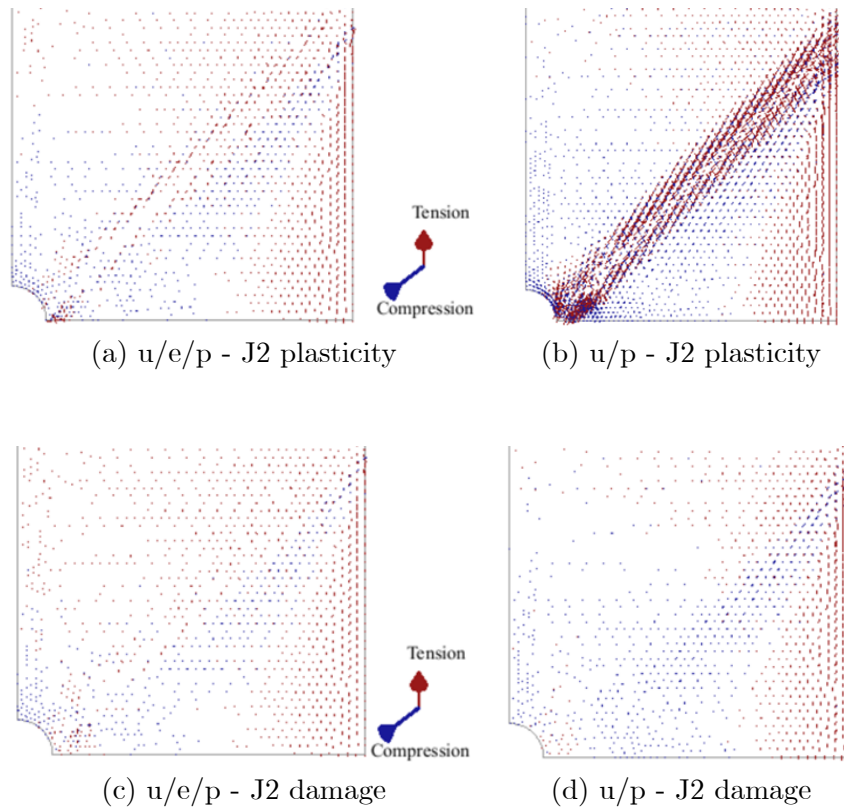 Tension
Compression
(a) u/e/p - J2 plasticity
(b) u/p - J2 plasticity
Tension
Compression
(c) u/e/p - J2 damage
(d) u/p - J2 damage